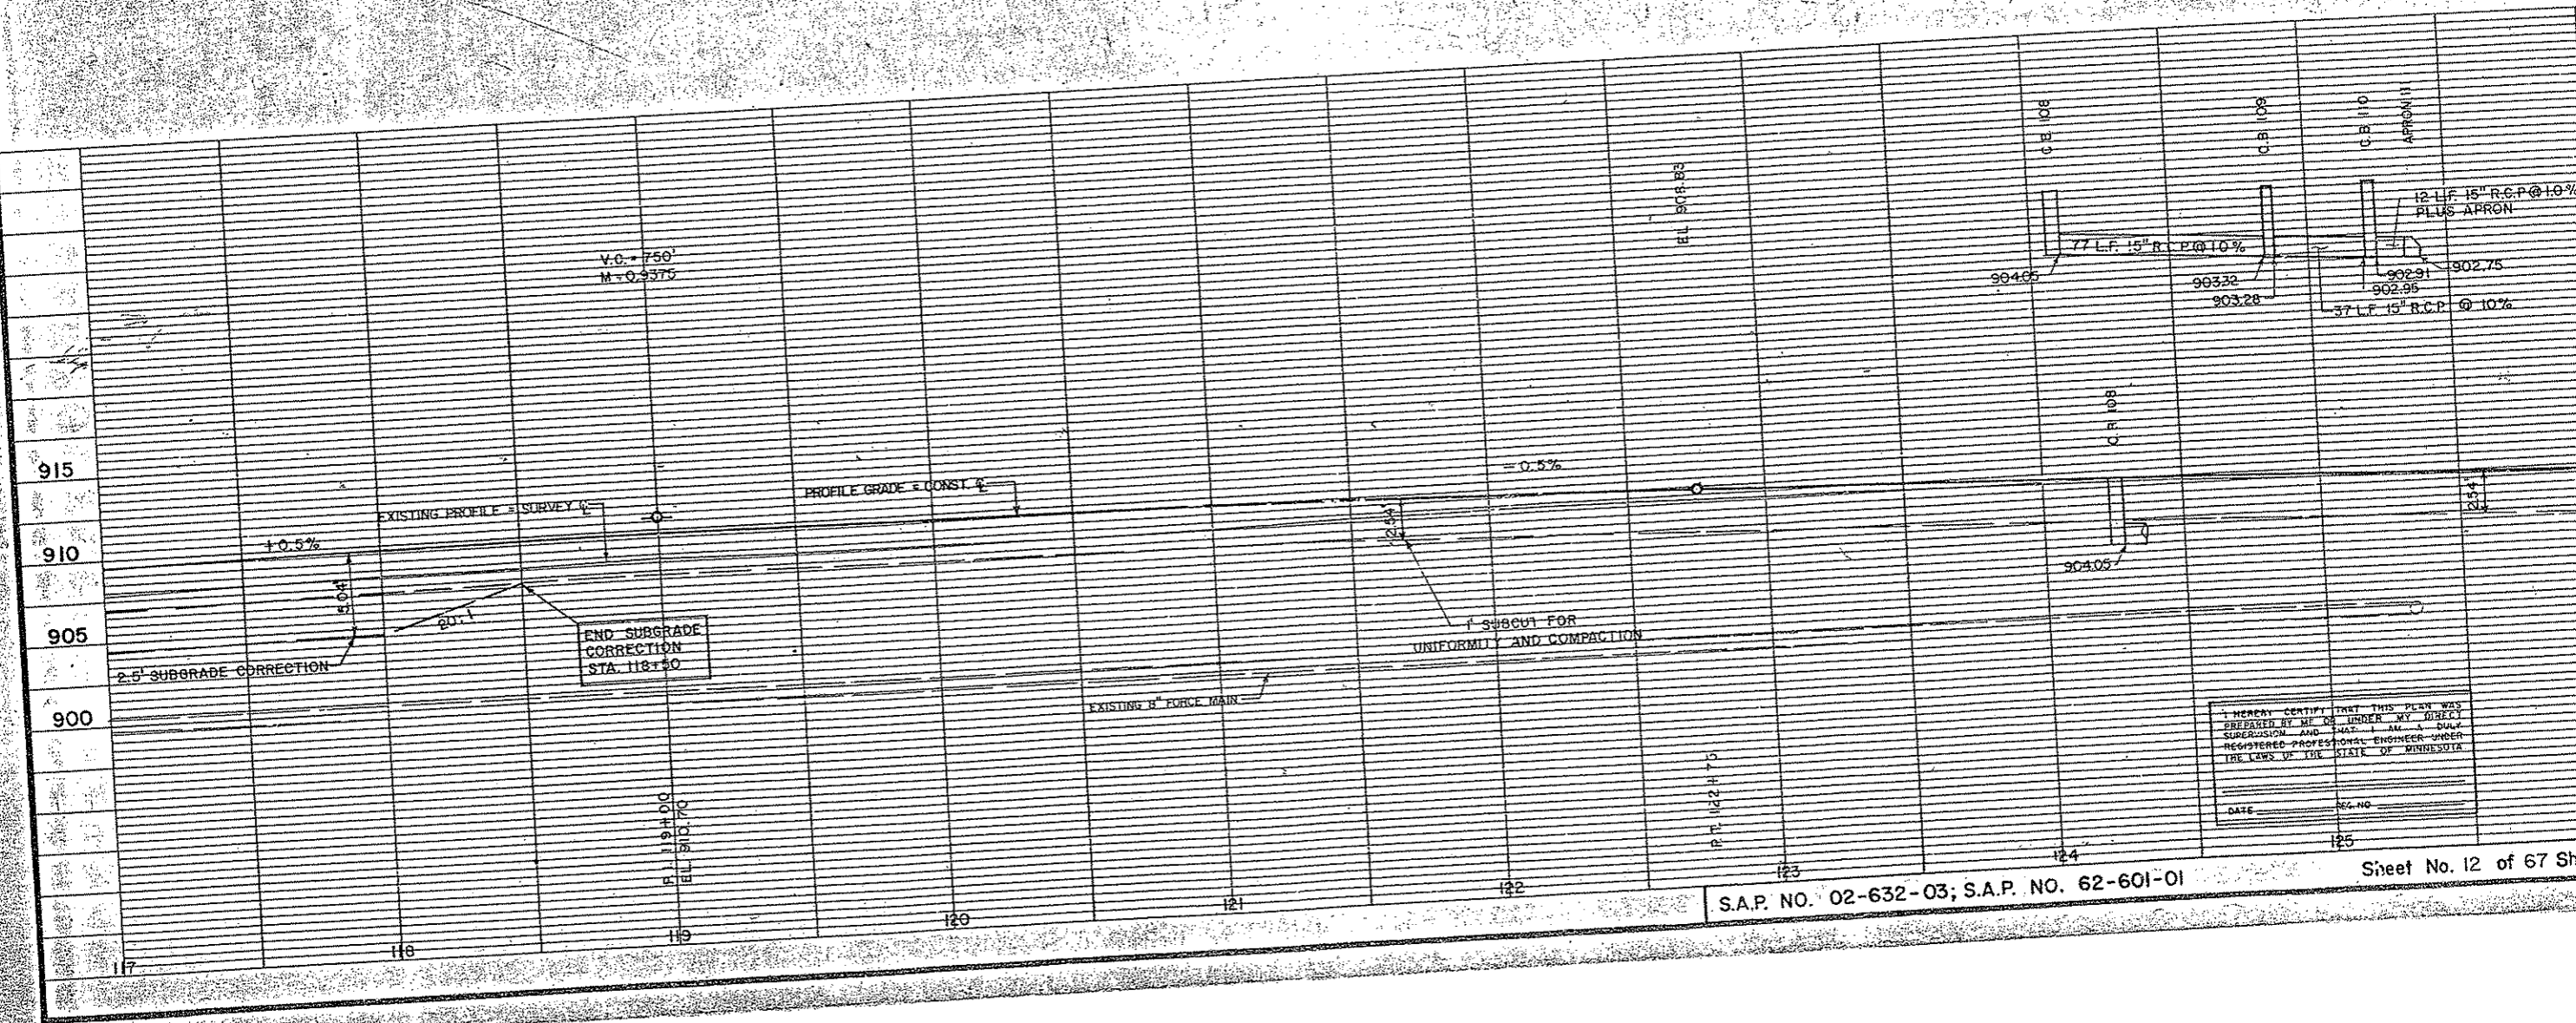 C.B. 108
C.B. 109
C.B. 110
APRON 11
EL. 908.83
12 L.F. 15" R.C.P. @ 1.0%
PLUS APRON
77 L.F. 15" R.C.P. @ 1.0%
V.C. = 750'
M = 0.9375
904.05
903.32
903.28
902.91
902.75
902.95
37 L.F. 15" R.C.P. @ 1.0%
C.B. 108
915
- 0.5%
PROFILE GRADE = CONST. ℄
EXISTING PROFILE = SURVEY ℄
2.54'
2.54'
910
+0.5%
904.05
5.04'
20:1
905
END SUBGRADE
CORRECTION
STA. 118+50
1' SUBCUT FOR
UNIFORMITY AND COMPACTION
2.5' SUBGRADE CORRECTION
EXISTING 8" FORCE MAIN
900
I HEREBY CERTIFY THAT THIS PLAN WAS
PREPARED BY ME OR UNDER MY DIRECT
SUPERVISION AND THAT I AM A DULY
REGISTERED PROFESSIONAL ENGINEER UNDER
THE LAWS OF THE STATE OF MINNESOTA
DATE REG. NO.
P.I. 119+00
EL. 910.70
P.T. 122+75
117
118
119
120
121
122
123
124
125
S.A.P. NO. 02-632-03; S.A.P. NO. 62-601-01
Sheet No. 12 of 67 Sh